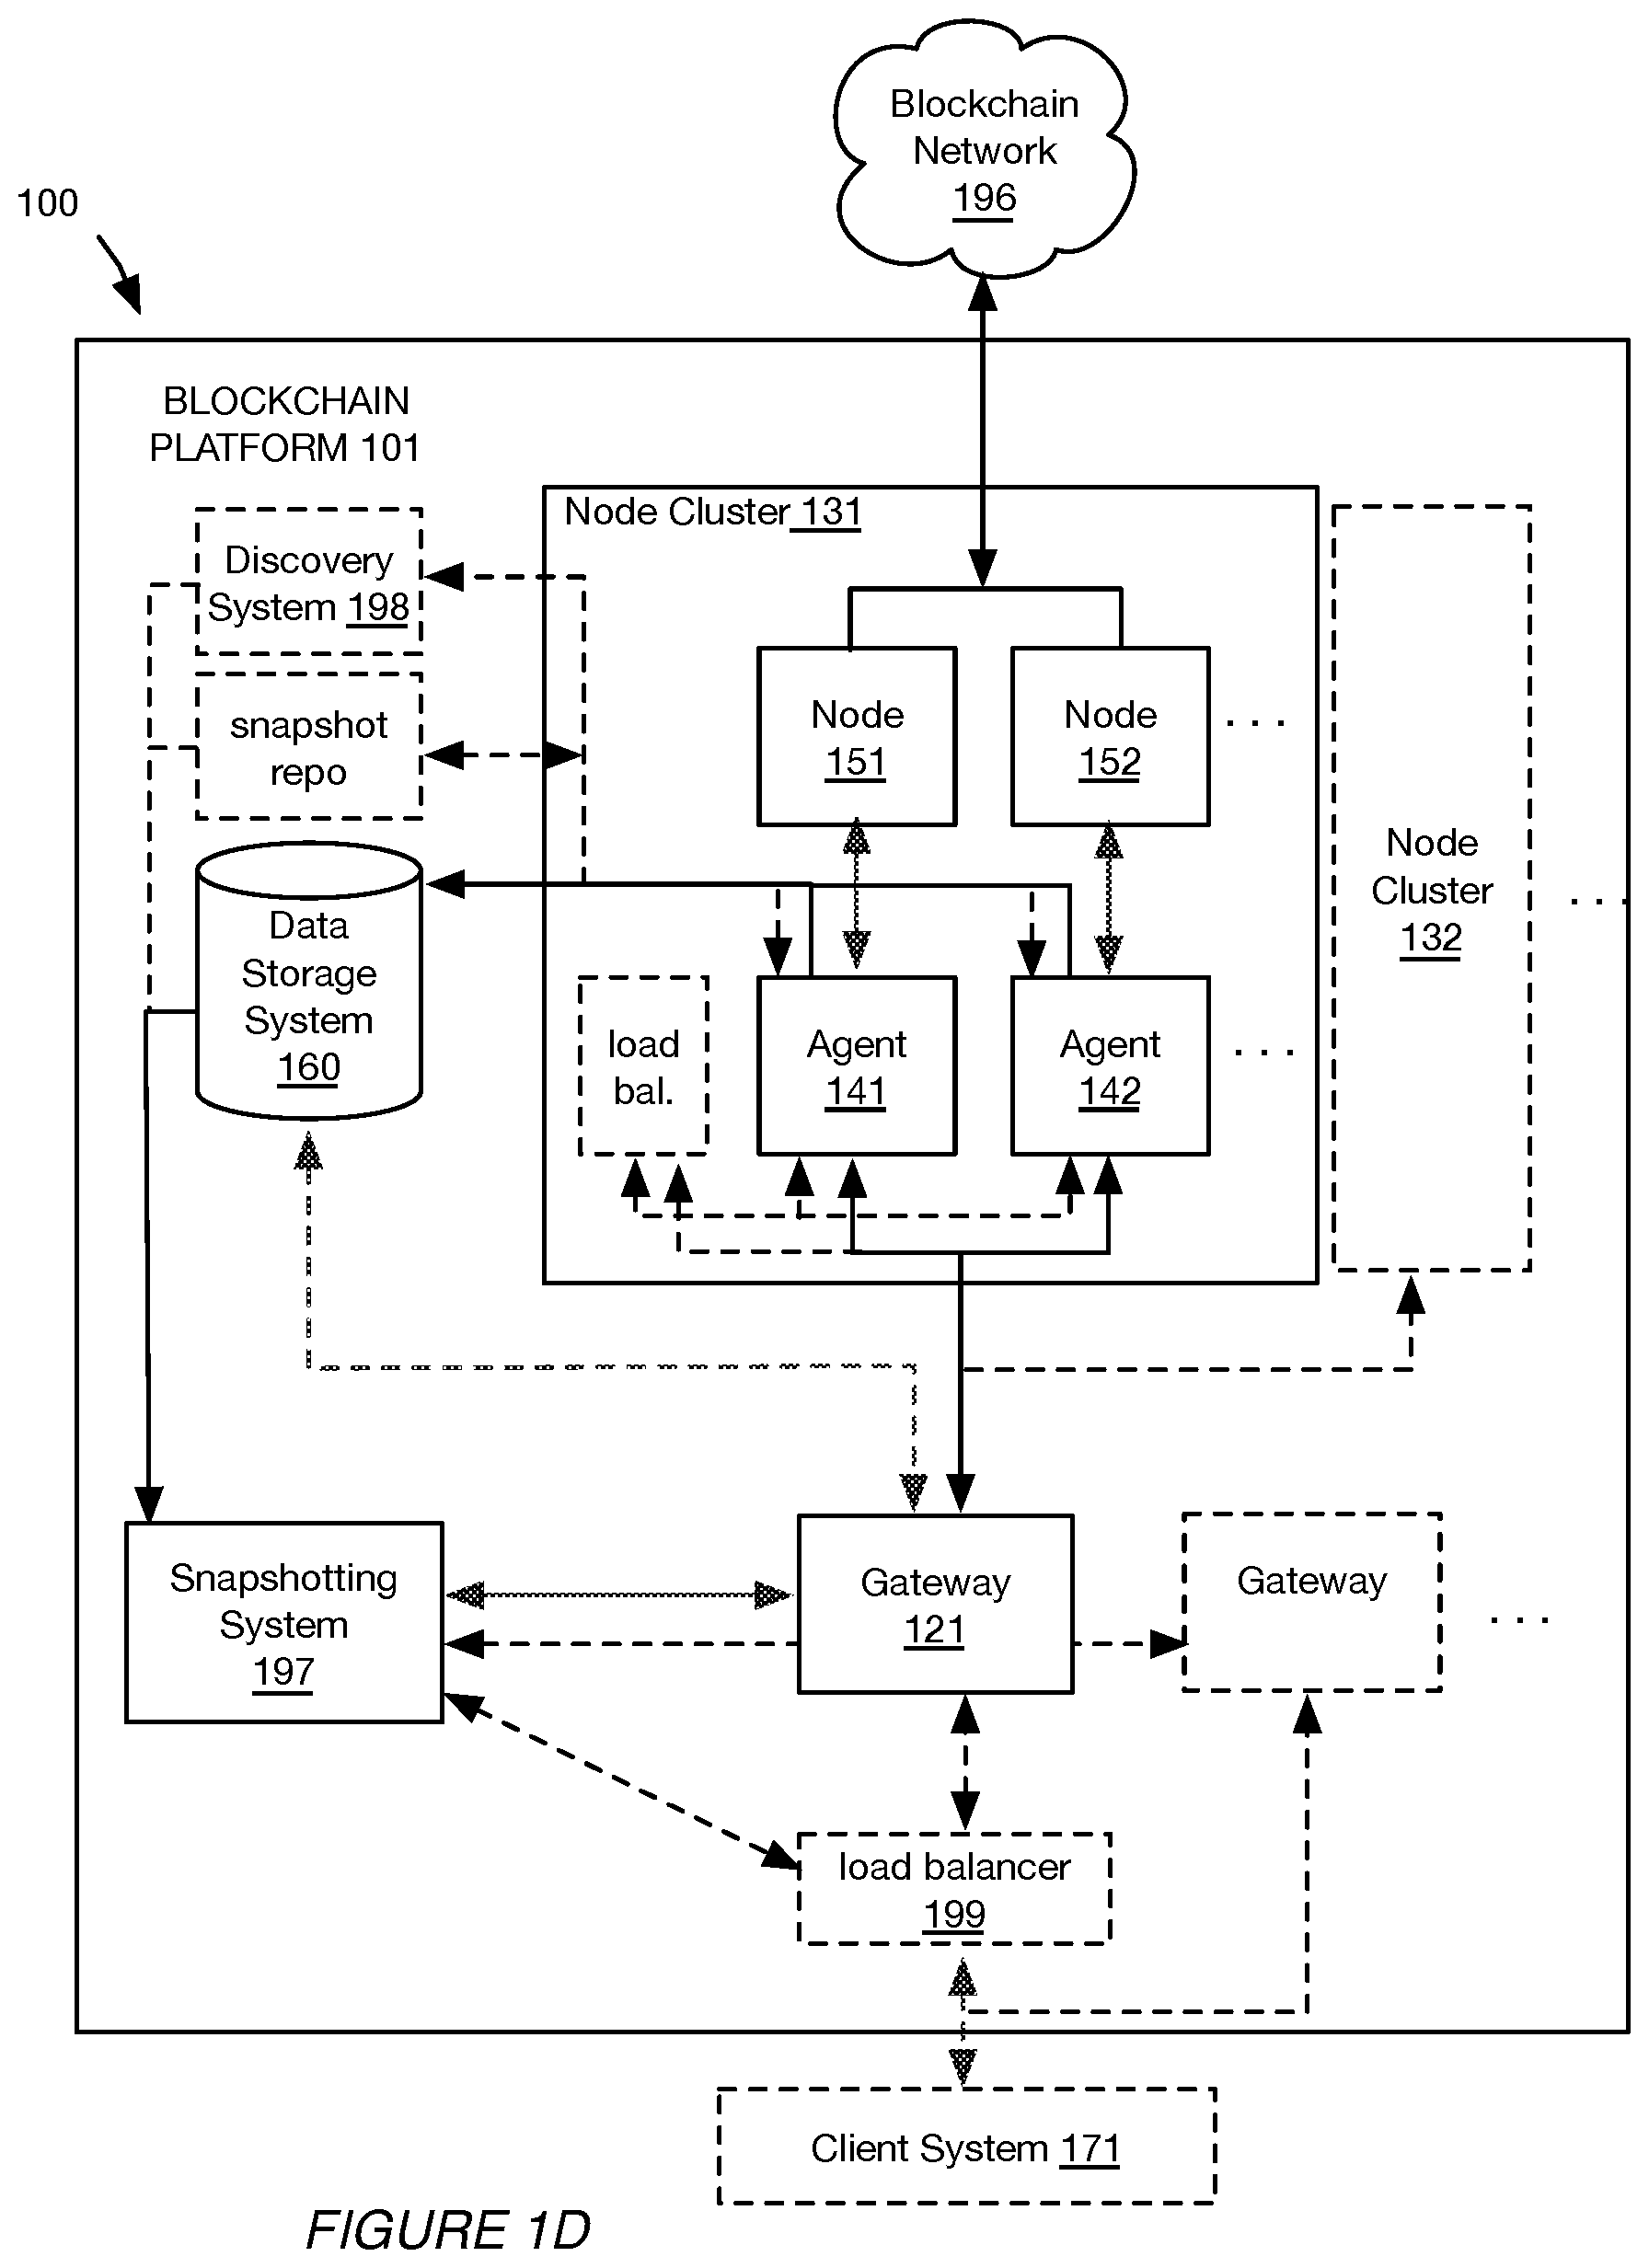 Blockchain
Network
196
100
BLOCKCHAIN
PLATFORM 101
Node Cluster 131
Discovery
System 198
snapshot
repo
Node
151
Node
152
. . .
Node
Cluster
132
. . .
Data
Storage
System
160
load
bal.
Agent
141
Agent
142
. . .
Snapshotting
System
197
Gateway
121
Gateway
. . .
load balancer
199
Client System 171
FIGURE 1D